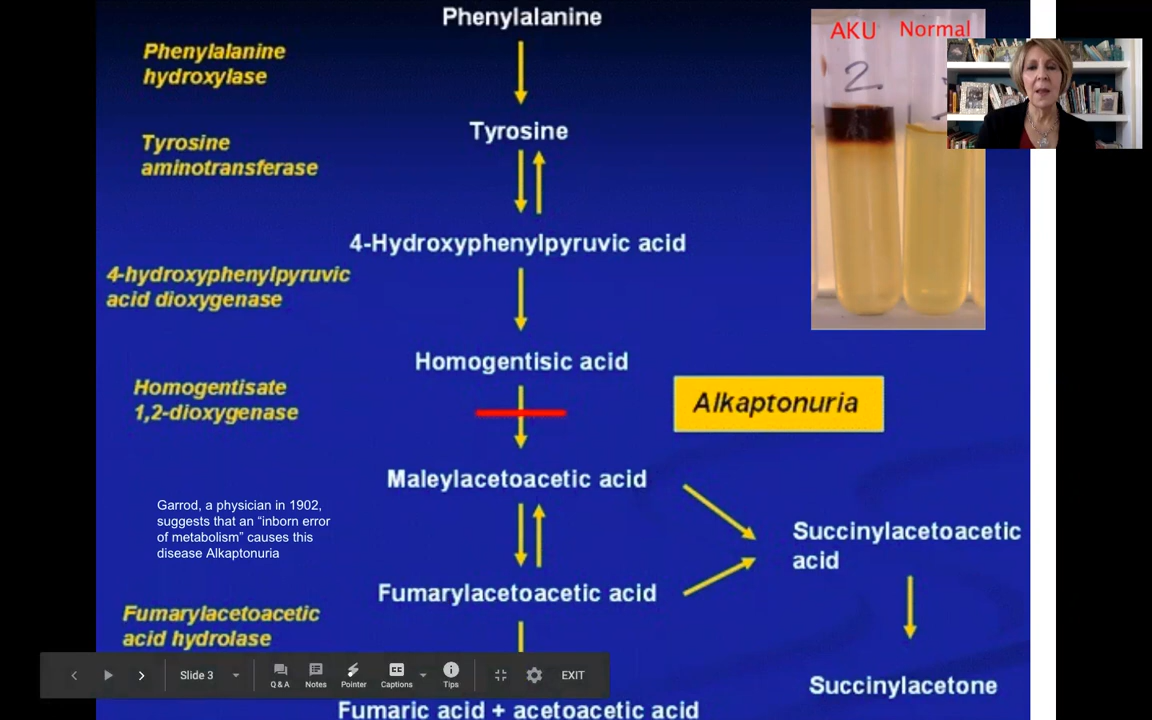 Phenylalanine
AKU Normal
2
Phenylalanine
hydroxylase
Tyrosine
Tyrosine
aminotransferase
4-Hydroxyphenylpyruvic acid
4-hydroxyphenylpyruvic
acid dioxygenase
Homogentisic acid
Homogentisate
1,2-dioxygenase
Alkaptonuria
Maleylacetoacetic acid
Garrod, a physician in 1902,
suggests that an “inborn error
of metabolism” causes this
disease Alkaptonuria
Succinylacetoacetic
acid
Fumarylacetoacetic acid
Fumarylacetoacetic
acid hydrolase
Slide 3
Q&A
Notes
Pointer
CC
Captions
Tips
EXIT
Succinylacetone
Fumaric acid + acetoacetic acid